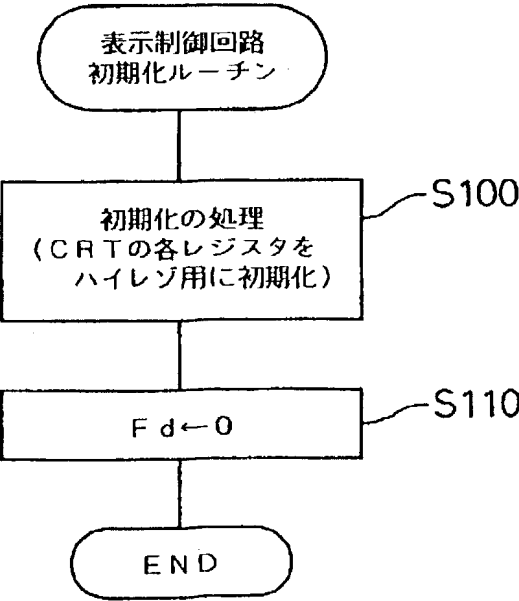 表示制御回路
初期化ルーチン
初期化の処理
(CRTの各レジスタを
ハイレゾ用に初期化)
S100
Fd←0
S110
END